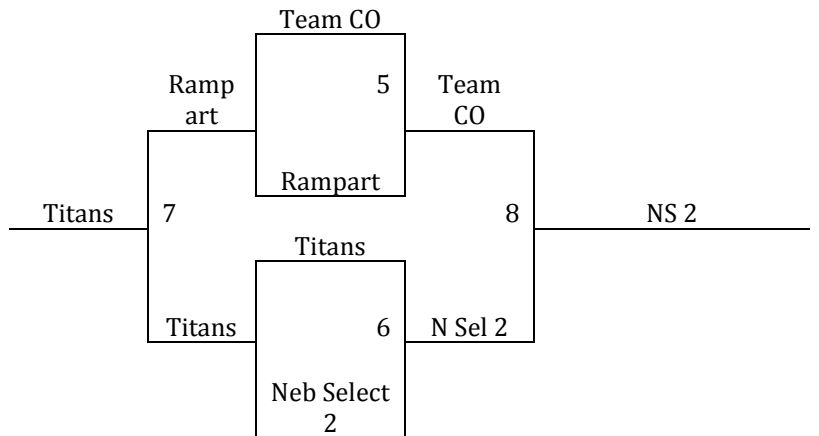 Team CO
Ramp
art
5
Team
CO
Rampart
Titans
7
8
NS 2
Titans
Titans
6
N Sel 2
Neb Select
2